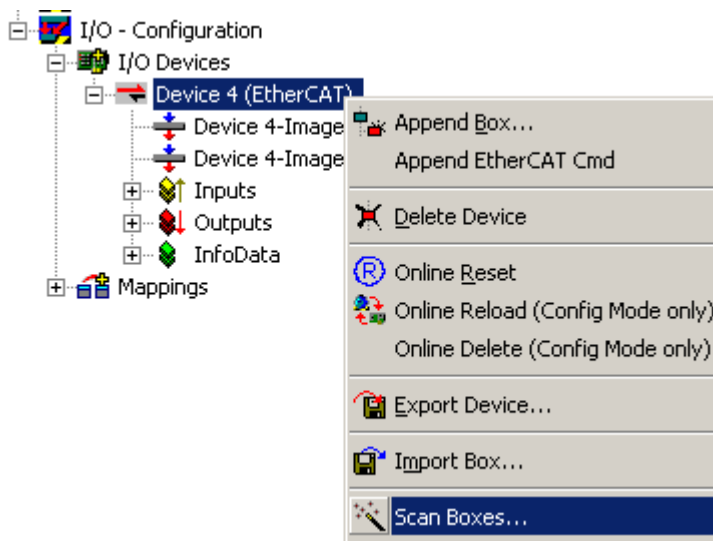 I/O - Configuration
I/O Devices
Device 4 (EtherCAT)
Device 4-Image
Device 4-Image
Inputs
Outputs
InfoData
Mappings
Append Box...
Append EtherCAT Cmd
Delete Device
Online Reset
Online Reload (Config Mode only)
Online Delete (Config Mode only)
Export Device...
Import Box...
Scan Boxes...